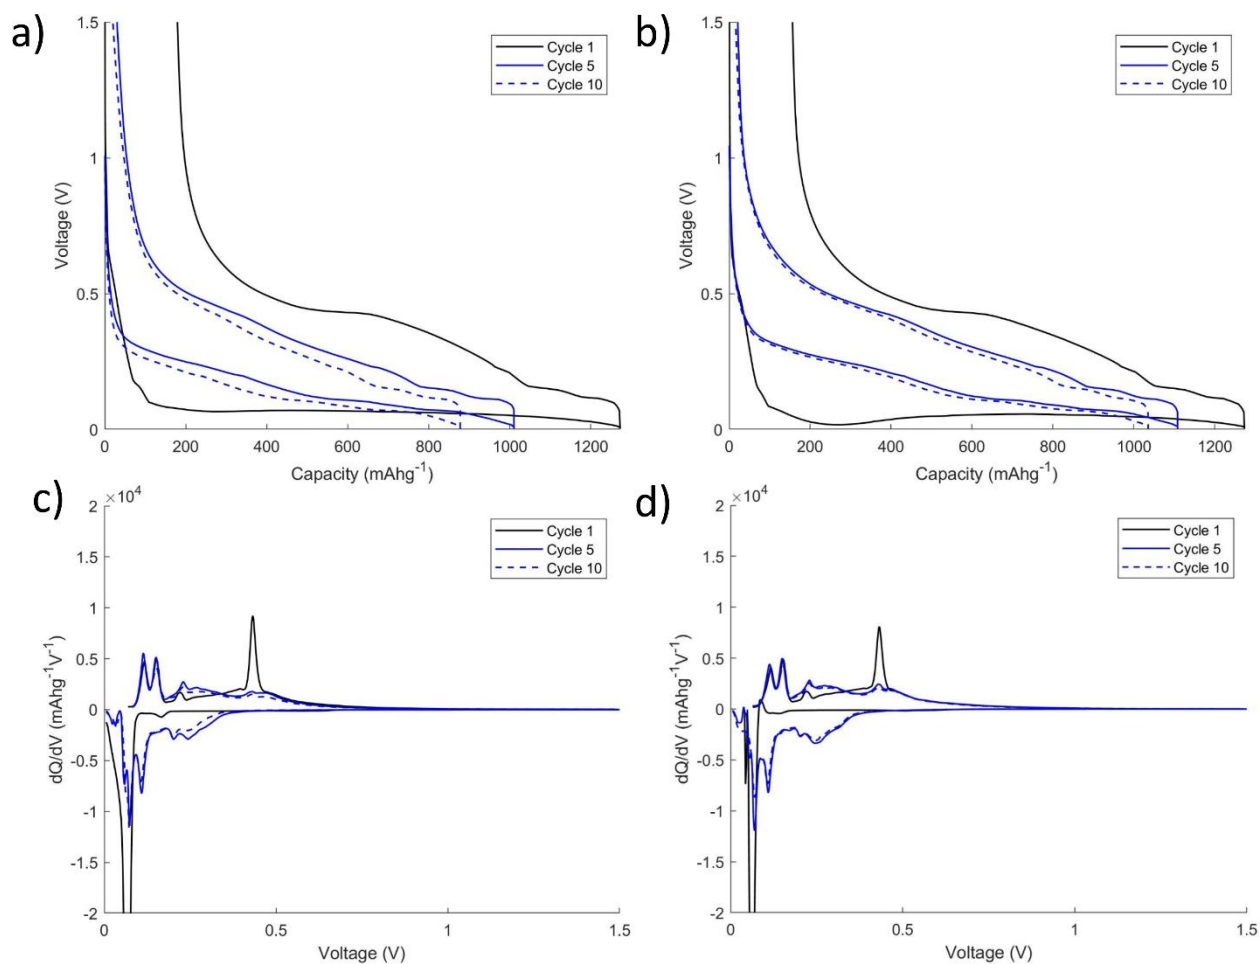 a)
1.5
1
0.5
0
Voltage (V)
0 200 400 600 800 1000 1200
Capacity (mAhg⁻¹)
Cycle 1
Cycle 5
Cycle 10
b)
1.5
1
0.5
0
Voltage (V)
0 200 400 600 800 1000 1200
Capacity (mAhg⁻¹)
Cycle 1
Cycle 5
Cycle 10
c)
×10⁴
2
1.5
1
0.5
0
-0.5
-1
-1.5
-2
dQ/dV (mAhg⁻¹V⁻¹)
0 0.5 1 1.5
Voltage (V)
Cycle 1
Cycle 5
Cycle 10
d)
×10⁴
2
1.5
1
0.5
0
-0.5
-1
-1.5
-2
dQ/dV (mAhg⁻¹V⁻¹)
0 0.5 1 1.5
Voltage (V)
Cycle 1
Cycle 5
Cycle 10